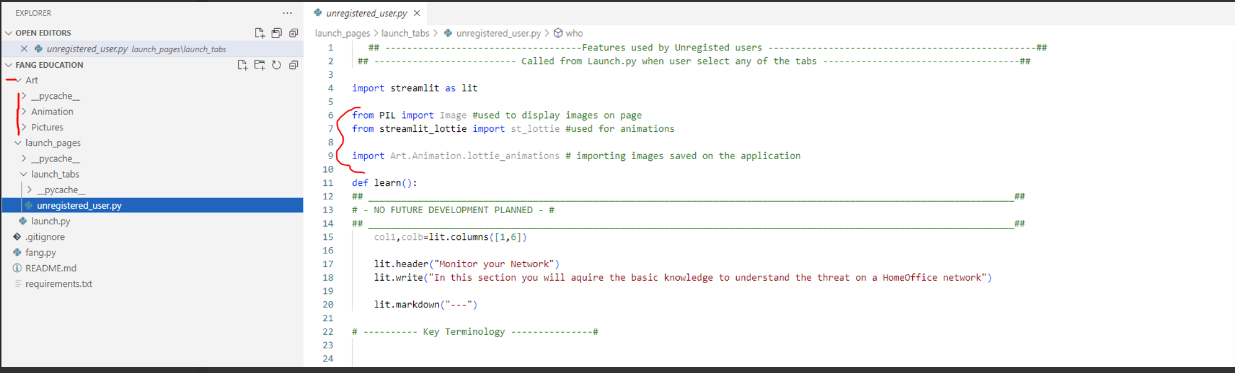 EXPLORER
OPEN EDITORS
unregistered_user.py launch_pages\launch_tabs
FANG EDUCATION
Art
__pycache__
Animation
Pictures
launch_pages
__pycache__
launch_tabs
__pycache__
unregistered_user.py
launch.py
.gitignore
fang.py
README.md
requirements.txt
unregistered_user.py
launch_pages > launch_tabs > unregistered_user.py > who
1 ## ------------------------------------Features used by Unregisted users -------------------------------------------------##
2 ## -------------------------- Called from Launch.py when user select any of the tabs ------------------------------------##
3
4 import streamlit as lit
5
6 from PIL import Image #used to display images on page
7 from streamlit_lottie import st_lottie #used for animations
8
9 import Art.Animation.lottie_animations # importing images saved on the application
10
11 def learn():
12 ## ______________________________________________________________________________________________________________________##
13 # - NO FUTURE DEVELOPMENT PLANNED - #
14 ## ______________________________________________________________________________________________________________________##
15 col1,colb=lit.columns([1,6])
16
17 lit.header("Monitor your Network")
18 lit.write("In this section you will aquire the basic knowledge to understand the threat on a HomeOffice network")
19
20 lit.markdown("---")
21
22 # ---------- Key Terminology ---------------#
23
24